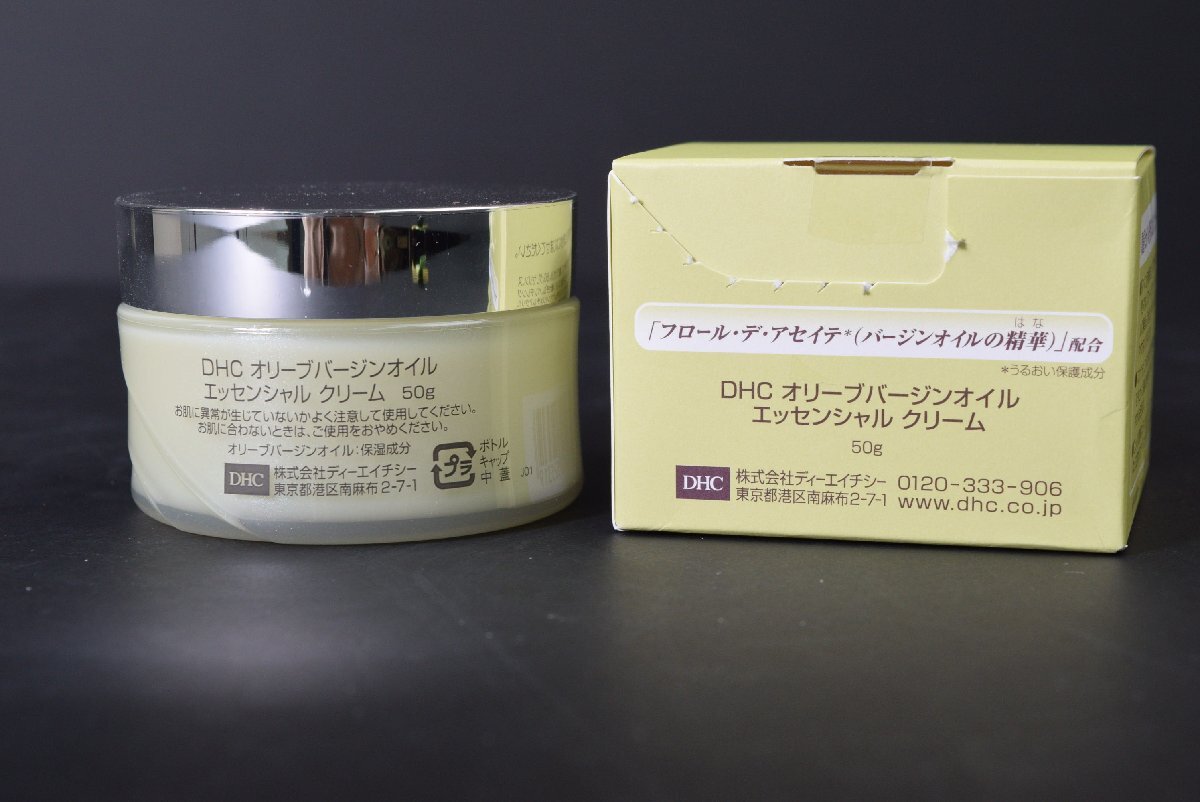 DHC オリーブバージンオイル
エッセンシャル クリーム 50g
お肌に異常が生じていないかよく注意して使用してください。
お肌に合わないときは、ご使用をおやめください。
オリーブバージンオイル:保湿成分
DHC 株式会社ディーエイチシー
東京都港区南麻布2-7-1
プラ
ボトル
キャップ
中 蓋
J01
はな
「フロール・デ・アセイテ*(バージンオイルの精華)」配合
*うるおい保護成分
DHC オリーブバージンオイル
エッセンシャル クリーム
50g
DHC 株式会社ディーエイチシー 0120-333-906
東京都港区南麻布2-7-1 www.dhc.co.jp